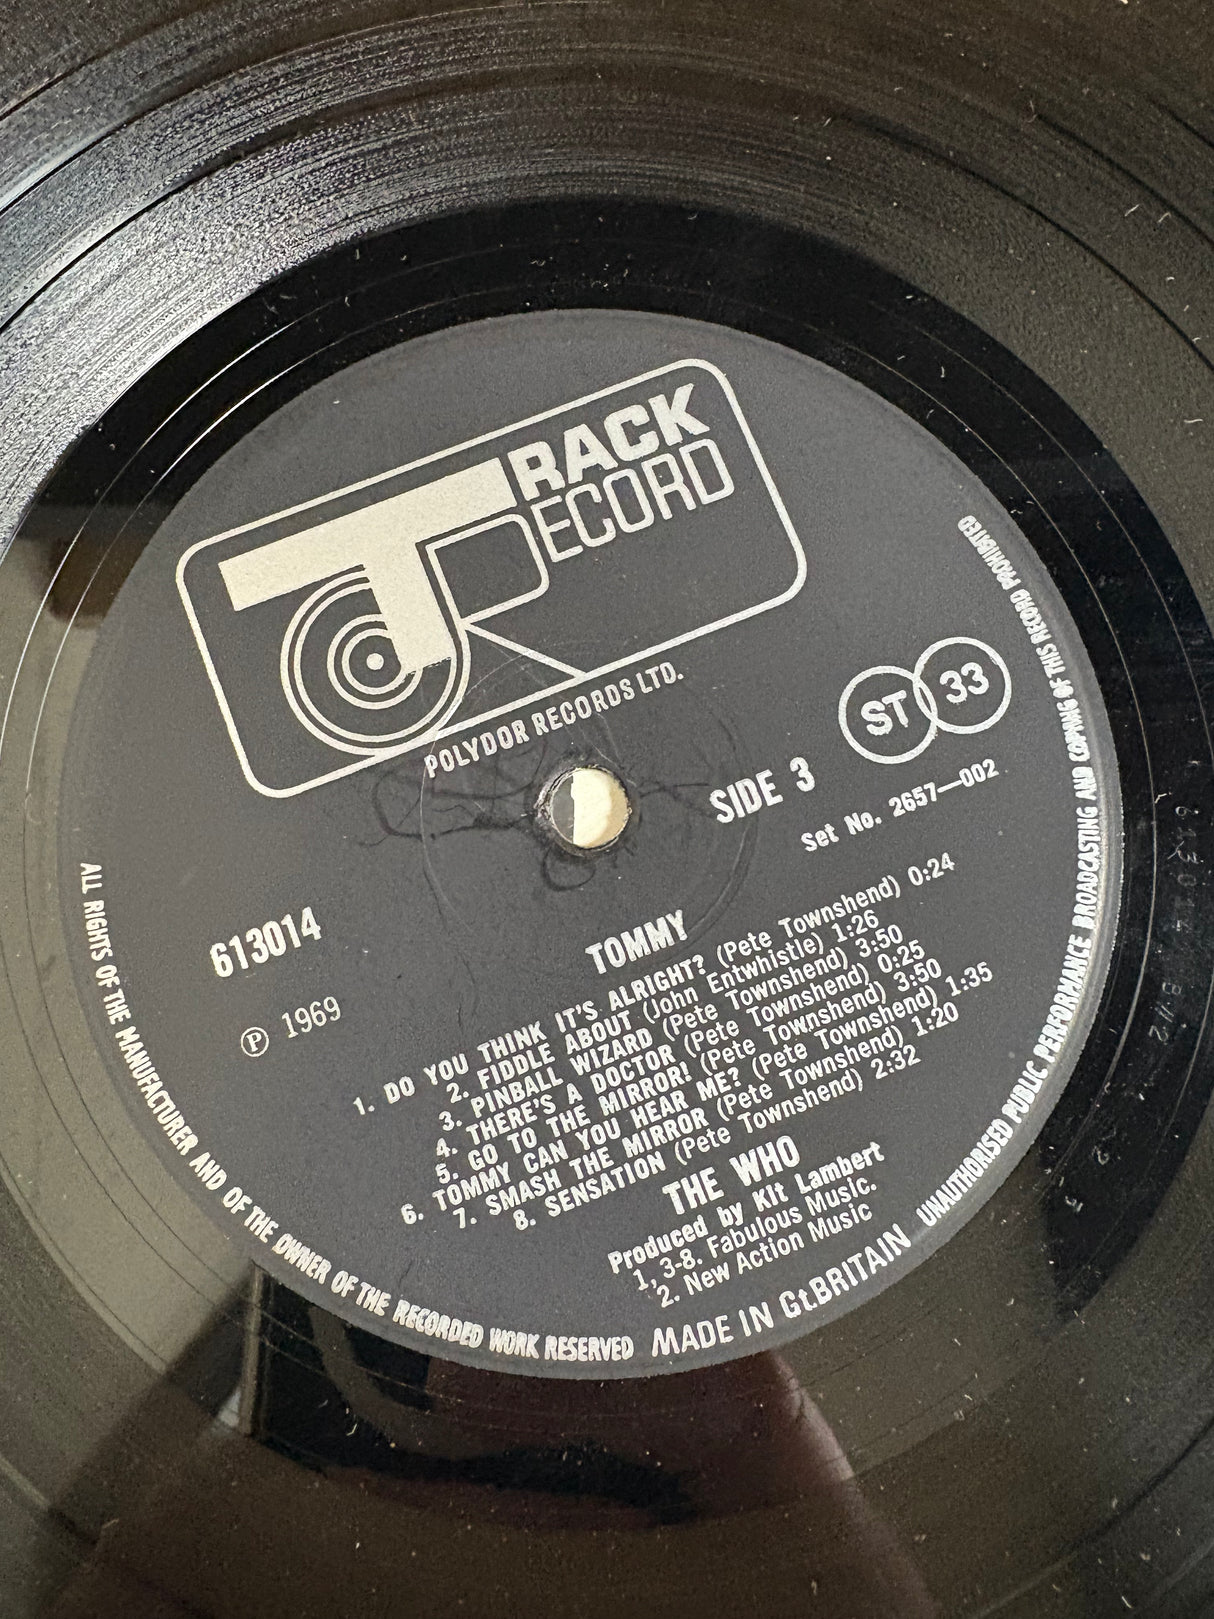 TRACK
RECORD
POLYDOR RECORDS LTD.
ST 33
SIDE 3
Set No. 2657—002
613014
Ⓟ 1969
TOMMY
1. DO YOU THINK IT'S ALRIGHT? (Pete Townshend) 0:24
2. FIDDLE ABOUT (John Entwhistle) 1:26
3. PINBALL WIZARD (Pete Townshend) 3:50
4. THERE'S A DOCTOR (Pete Townshend) 0:25
5. GO TO THE MIRROR! (Pete Townshend) 3:50
6. TOMMY CAN YOU HEAR ME? (Pete Townshend) 1:35
7. SMASH THE MIRROR (Pete Townshend) 1:20
8. SENSATION (Pete Townshend) 2:32
THE WHO
Produced by Kit Lambert
1, 3-8. Fabulous Music.
2. New Action Music
ALL RIGHTS OF THE MANUFACTURER AND OF THE OWNER OF THE RECORDED WORK RESERVED MADE IN GtBRITAIN UNAUTHORISED PUBLIC PERFORMANCE BROADCASTING AND COPYING OF THIS RECORD PROHIBITED